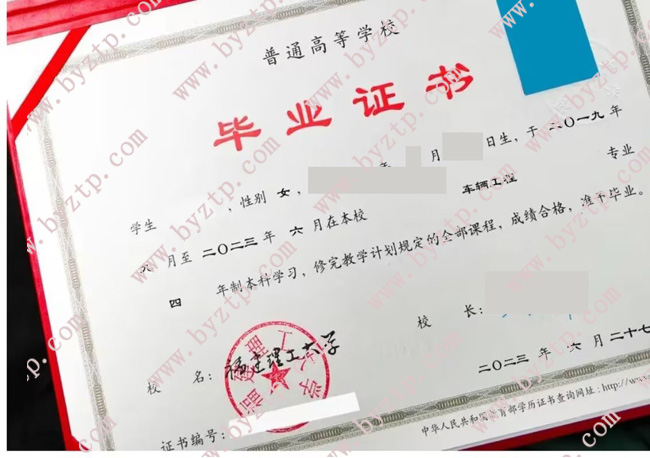 普通高等学校
毕业证书
学生 ，性别 女， 年 月 日生，于 二〇一九年
九 月至 二〇二三年 六 月在本校 车辆工程 专业
四 年制本科学习，修完教学计划规定的全部课程，成绩合格，准予毕业。
校 名：福建理工大学
校 长：
二〇二三 年 六 月 二十七
证书编号：
中华人民共和国教育部学历证书查询网址：http://www.
www.byztp.com